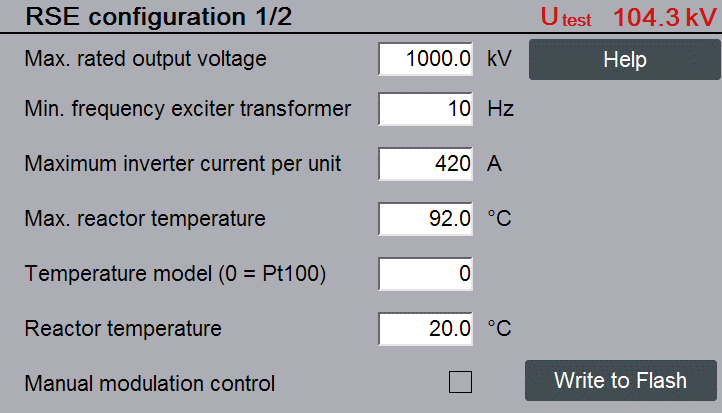 RSE configuration 1/2 U test 104.3 kV
Max. rated output voltage 1000.0 kV Help
Min. frequency exciter transformer 10 Hz
Maximum inverter current per unit 420 A
Max. reactor temperature 92.0 °C
Temperature model (0 = Pt100) 0
Reactor temperature 20.0 °C
Manual modulation control Write to Flash